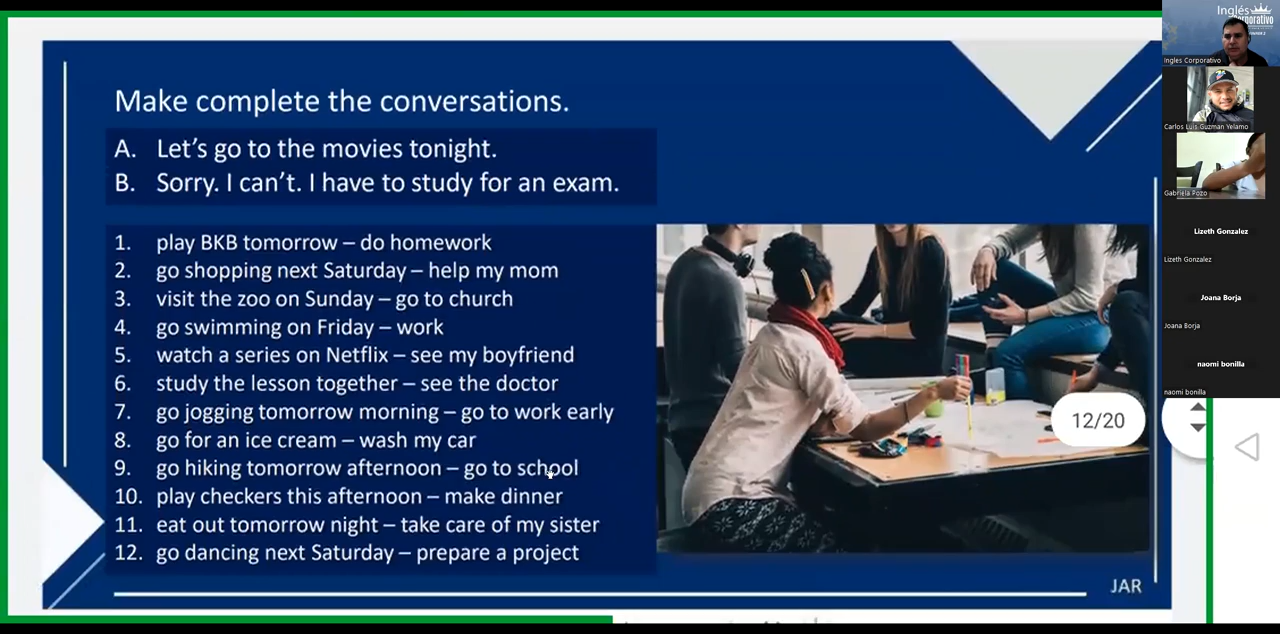 Make complete the conversations.
A. Let's go to the movies tonight.
B. Sorry. I can't. I have to study for an exam.
1. play BKB tomorrow – do homework
2. go shopping next Saturday – help my mom
3. visit the zoo on Sunday – go to church
4. go swimming on Friday – work
5. watch a series on Netflix – see my boyfriend
6. study the lesson together – see the doctor
7. go jogging tomorrow morning – go to work early
8. go for an ice cream – wash my car
9. go hiking tomorrow afternoon – go to school
10. play checkers this afternoon – make dinner
11. eat out tomorrow night – take care of my sister
12. go dancing next Saturday – prepare a project
12/20
JAR
Inglés
Corporativo
Ingles Corporativo
Carlos Luis Guzman Yelamo
Gabriela Pozo
Lizeth Gonzalez
Lizeth Gonzalez
Joana Borja
Joana Borja
naomi bonilla
naomi bonilla